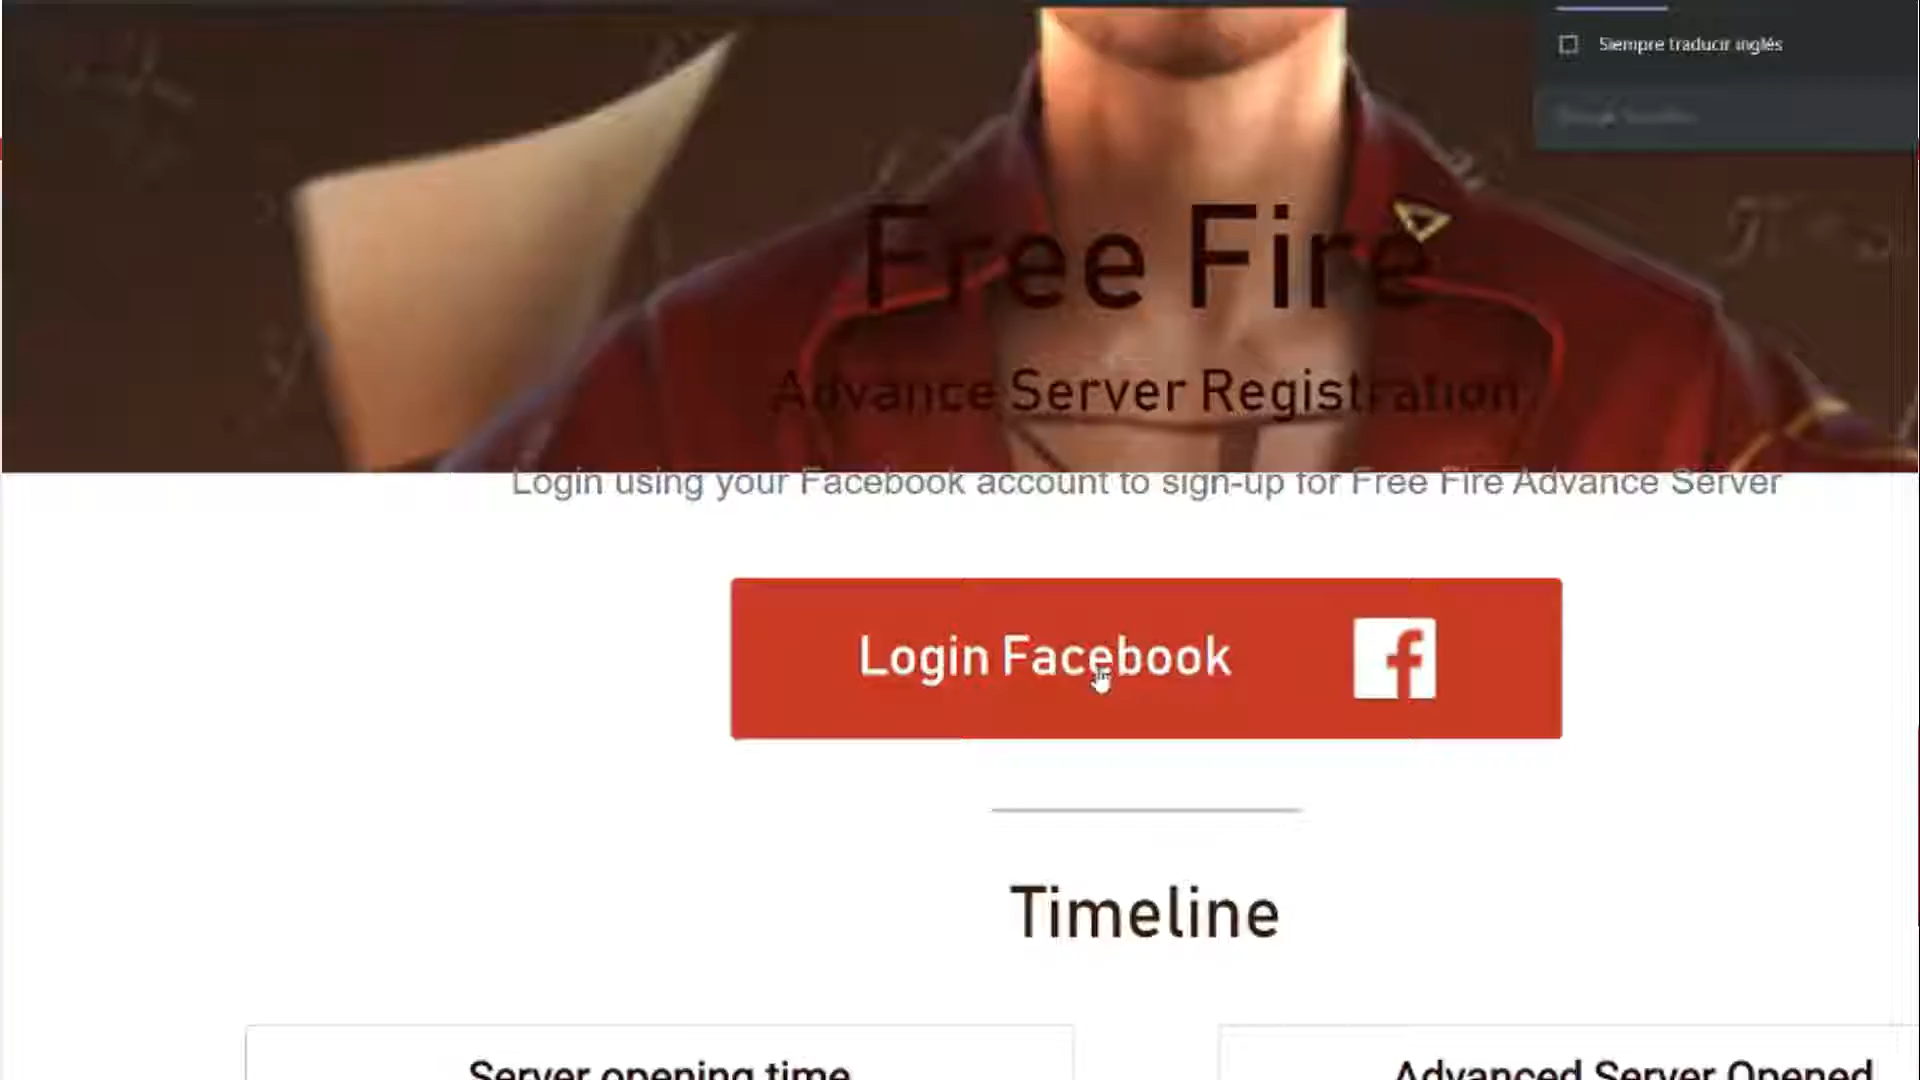 Siempre traducir inglés
Free Fire
Advance Server Registration
Login using your Facebook account to sign-up for Free Fire Advance Server
Login Facebook
Timeline
Server opening time
Advanced Server Opened